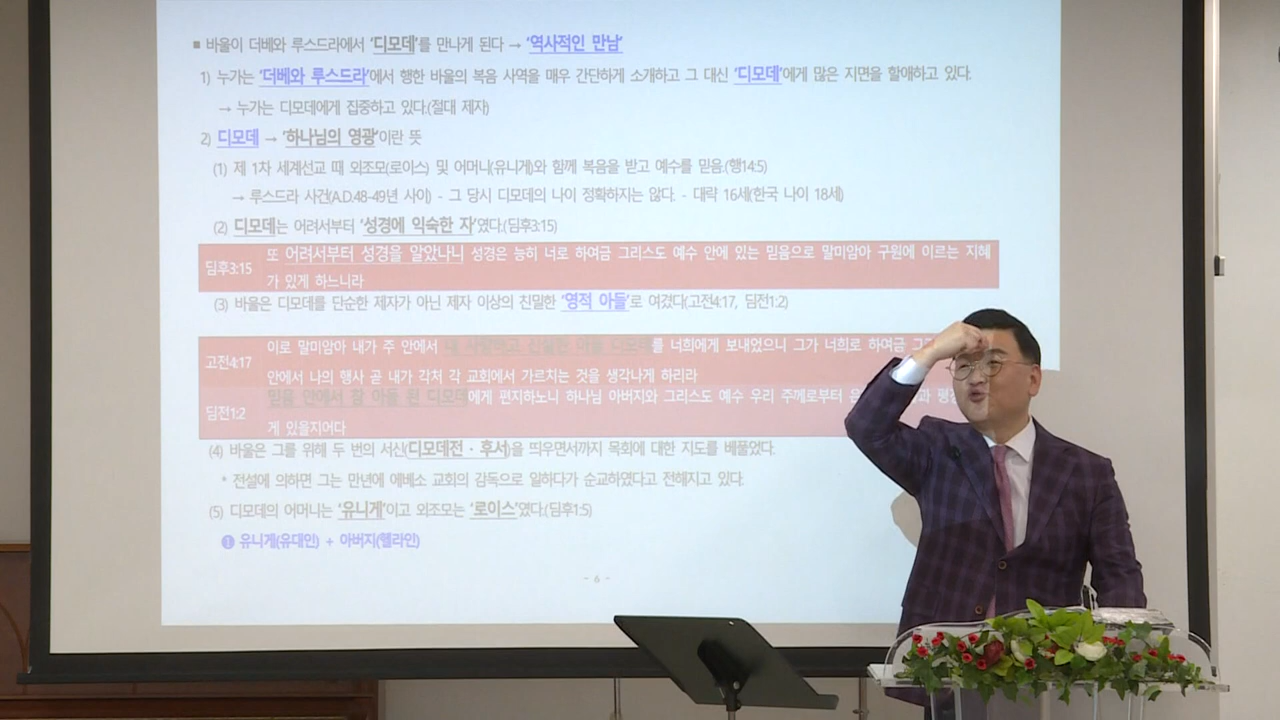 ■ 바울이 더베와 루스드라에서 '디모데'를 만나게 된다 → '역사적인 만남'
1) 누가는 '더베와 루스드라'에서 행한 바울의 복음 사역을 매우 간단하게 소개하고 그 대신 '디모데'에게 많은 지면을 할애하고 있다.
→ 누가는 디모데에게 집중하고 있다.(절대 제자)
2) 디모데 → '하나님의 영광'이란 뜻
(1) 제 1차 세계선교 때 외조모(로이스) 및 어머니(유니게)와 함께 복음을 받고 예수를 믿음.(행14:5)
→ 루스드라 사건(A.D.48-49년 사이) - 그 당시 디모데의 나이 정확하지는 않다. - 대략 16세(한국 나이 18세)
(2) 디모데는 어려서부터 '성경에 익숙한 자'였다.(딤후3:15)
딤후3:15 또 어려서부터 성경을 알았나니 성경은 능히 너로 하여금 그리스도 예수 안에 있는 믿음으로 말미암아 구원에 이르는 지혜
가 있게 하느니라
(3) 바울은 디모데를 단순한 제자가 아닌 제자 이상의 친밀한 '영적 아들'로 여겼다(고전4:17, 딤전1:2)
고전4:17 이로 말미암아 내가 주 안에서 내 사랑하고 신실한 아들 디모데를 너희에게 보내었으니 그가 너희로 하여금
안에서 나의 행사 곧 내가 각처 각 교회에서 가르치는 것을 생각나게 하리라
딤전1:2 믿음 안에서 참 아들 된 디모데에게 편지하노니 하나님 아버지와 그리스도 예수 우리 주께로부터
게 있을지어다
(4) 바울은 그를 위해 두 번의 서신(디모데전·후서)을 띄우면서까지 목회에 대한 지도를 베풀었다.
* 전설에 의하면 그는 만년에 에베소 교회의 감독으로 일하다가 순교하였다고 전해지고 있다.
(5) 디모데의 어머니는 '유니게'이고 외조모는 '로이스'였다.(딤후1:5)
❶ 유니게(유대인) + 아버지(헬라인)
- 6 -